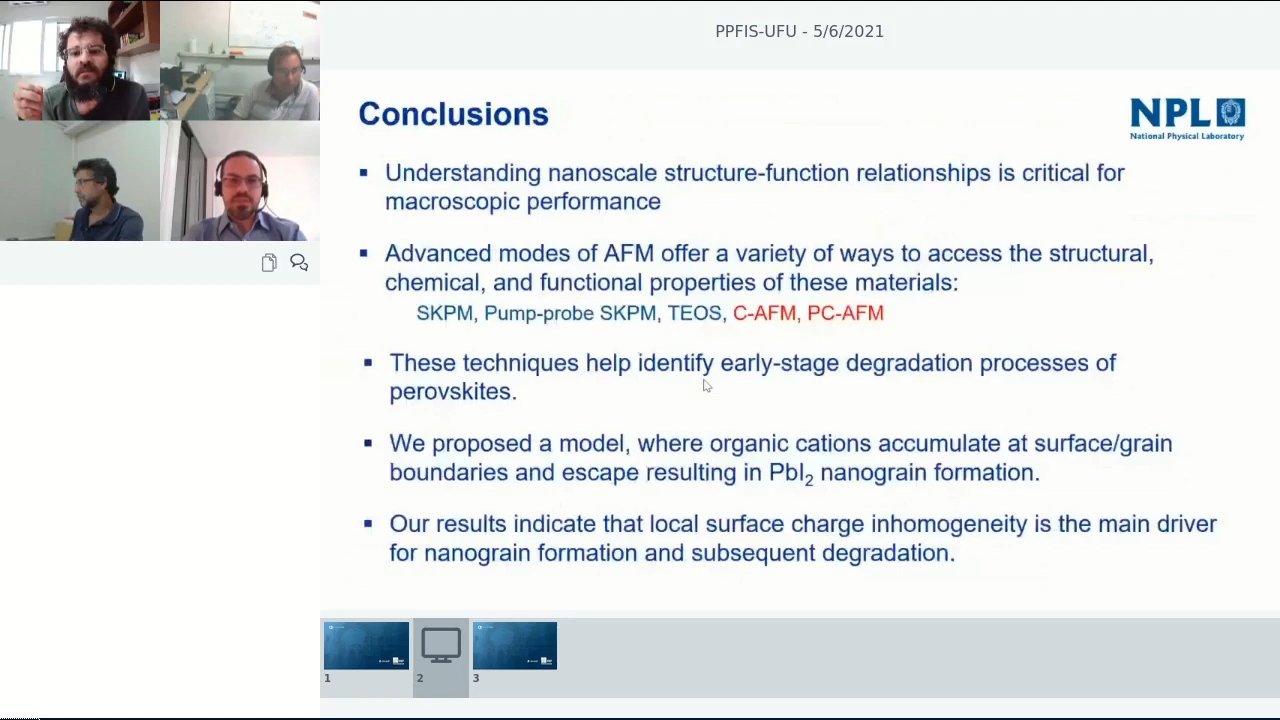 PPFIS-UFU - 5/6/2021
Conclusions
NPL
National Physical Laboratory
▪ Understanding nanoscale structure-function relationships is critical for
macroscopic performance
▪ Advanced modes of AFM offer a variety of ways to access the structural,
chemical, and functional properties of these materials:
SKPM, Pump-probe SKPM, TEOS, C-AFM, PC-AFM
▪ These techniques help identify early-stage degradation processes of
perovskites.
▪ We proposed a model, where organic cations accumulate at surface/grain
boundaries and escape resulting in PbI₂ nanograin formation.
▪ Our results indicate that local surface charge inhomogeneity is the main driver
for nanograin formation and subsequent degradation.
1
2
3